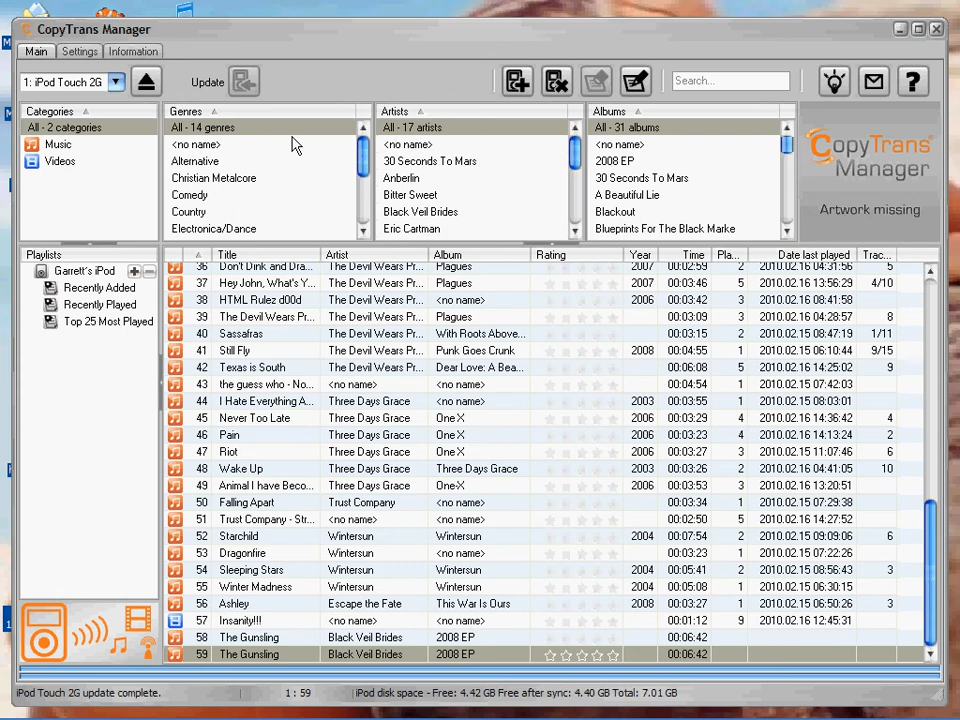 CopyTrans Manager
Main Settings Information
1: iPod Touch 2G Update Search... ?
Categories Genres Artists Albums
All - 2 categories All - 14 genres All - 17 artists All - 31 albums
Music <no name> <no name> <no name>
Videos Alternative 30 Seconds To Mars 2008 EP
Christian Metalcore Anberlin 30 Seconds To Mars
Comedy Bitter Sweet A Beautiful Lie
Country Black Veil Brides Blackout
Electronica/Dance Eric Cartman Blueprints For The Black Marke
CopyTrans
Manager
Artwork missing
Playlists
Garrett's iPod
Recently Added
Recently Played
Top 25 Most Played
Title Artist Album Rating Year Time Pla... Date last played Trac...
36 Don't Dink and Dra... The Devil Wears Pr... Plagues 2007 00:02:59 2 2010.02.16 04:31:56 5
37 Hey John, What's Y... The Devil Wears Pr... Plagues 2007 00:03:46 5 2010.02.16 13:56:29 4/10
38 HTML Rulez d00d The Devil Wears Pr... <no name> 2006 00:03:42 3 2010.02.16 08:41:58
39 The Devil Wears Pr... The Devil Wears Pr... Plagues 00:03:09 3 2010.02.16 04:28:57 8
40 Sassafras The Devil Wears Pr... With Roots Above... 00:03:15 2 2010.02.15 08:47:19 1/11
41 Still Fly The Devil Wears Pr... Punk Goes Crunk 2008 00:04:55 1 2010.02.15 06:10:44 9/15
42 Texas is South The Devil Wears Pr... Dear Love: A Bea... 00:06:08 5 2010.02.16 14:25:02 9
43 the guess who - No... <no name> <no name> 00:04:54 1 2010.02.15 07:42:03
44 I Hate Everything A... Three Days Grace <no name> 2003 00:03:55 1 2010.02.15 08:03:01
45 Never Too Late Three Days Grace One X 2006 00:03:29 4 2010.02.16 14:36:42 4
46 Pain Three Days Grace One X 2006 00:03:23 4 2010.02.16 14:13:24 2
47 Riot Three Days Grace One X 2006 00:03:27 3 2010.02.15 11:07:46 6
48 Wake Up Three Days Grace Three Days Grace 2003 00:03:26 2 2010.02.16 04:41:05 10
49 Animal I have Beco... Three Days Grace One-X 2006 00:03:53 3 2010.02.16 13:20:51
50 Falling Apart Trust Company <no name> 00:03:34 1 2010.02.15 07:29:38
51 Trust Company - Str... <no name> <no name> 00:02:50 5 2010.02.16 14:27:52
52 Starchild Wintersun Wintersun 2004 00:07:54 2 2010.02.15 09:09:06 6
53 Dragonfire Wintersun <no name> 00:03:23 1 2010.02.15 07:22:26
54 Sleeping Stars Wintersun Wintersun 2004 00:05:41 2 2010.02.15 08:56:43 3
55 Winter Madness Wintersun Wintersun 2004 00:05:08 1 2010.02.15 06:30:15
56 Ashley Escape the Fate This War Is Ours 2008 00:03:27 1 2010.02.15 06:50:26 3
57 Insanity!!! <no name> <no name> 00:01:12 9 2010.02.16 12:45:31
58 The Gunsling Black Veil Brides 2008 EP 00:06:42
59 The Gunsling Black Veil Brides 2008 EP 00:06:42
iPod Touch 2G update complete. 1 : 59 iPod disk space - Free: 4.42 GB Free after sync: 4.40 GB Total: 7.01 GB